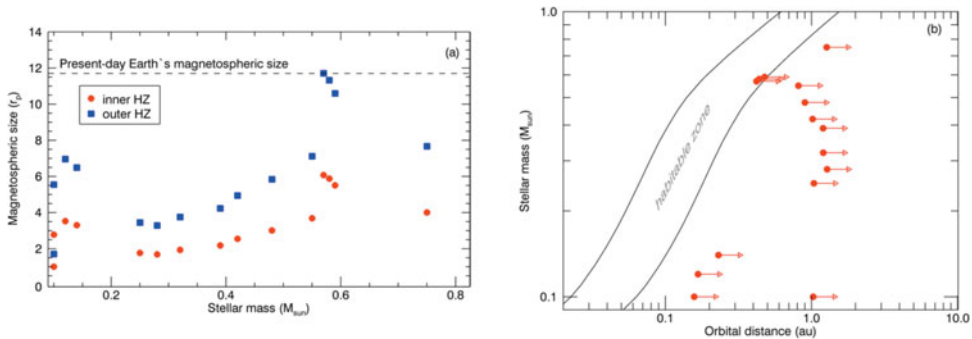 (a)
Present-day Earth`s magnetospheric size
inner HZ
outer HZ
Magnetospheric size (rp)
14
12
10
8
6
4
2
0
0.2
0.4
0.6
0.8
Stellar mass (Msun)
(b)
habitable zone
Stellar mass (Msun)
1.0
0.1
0.1
1.0
10.0
Orbital distance (au)